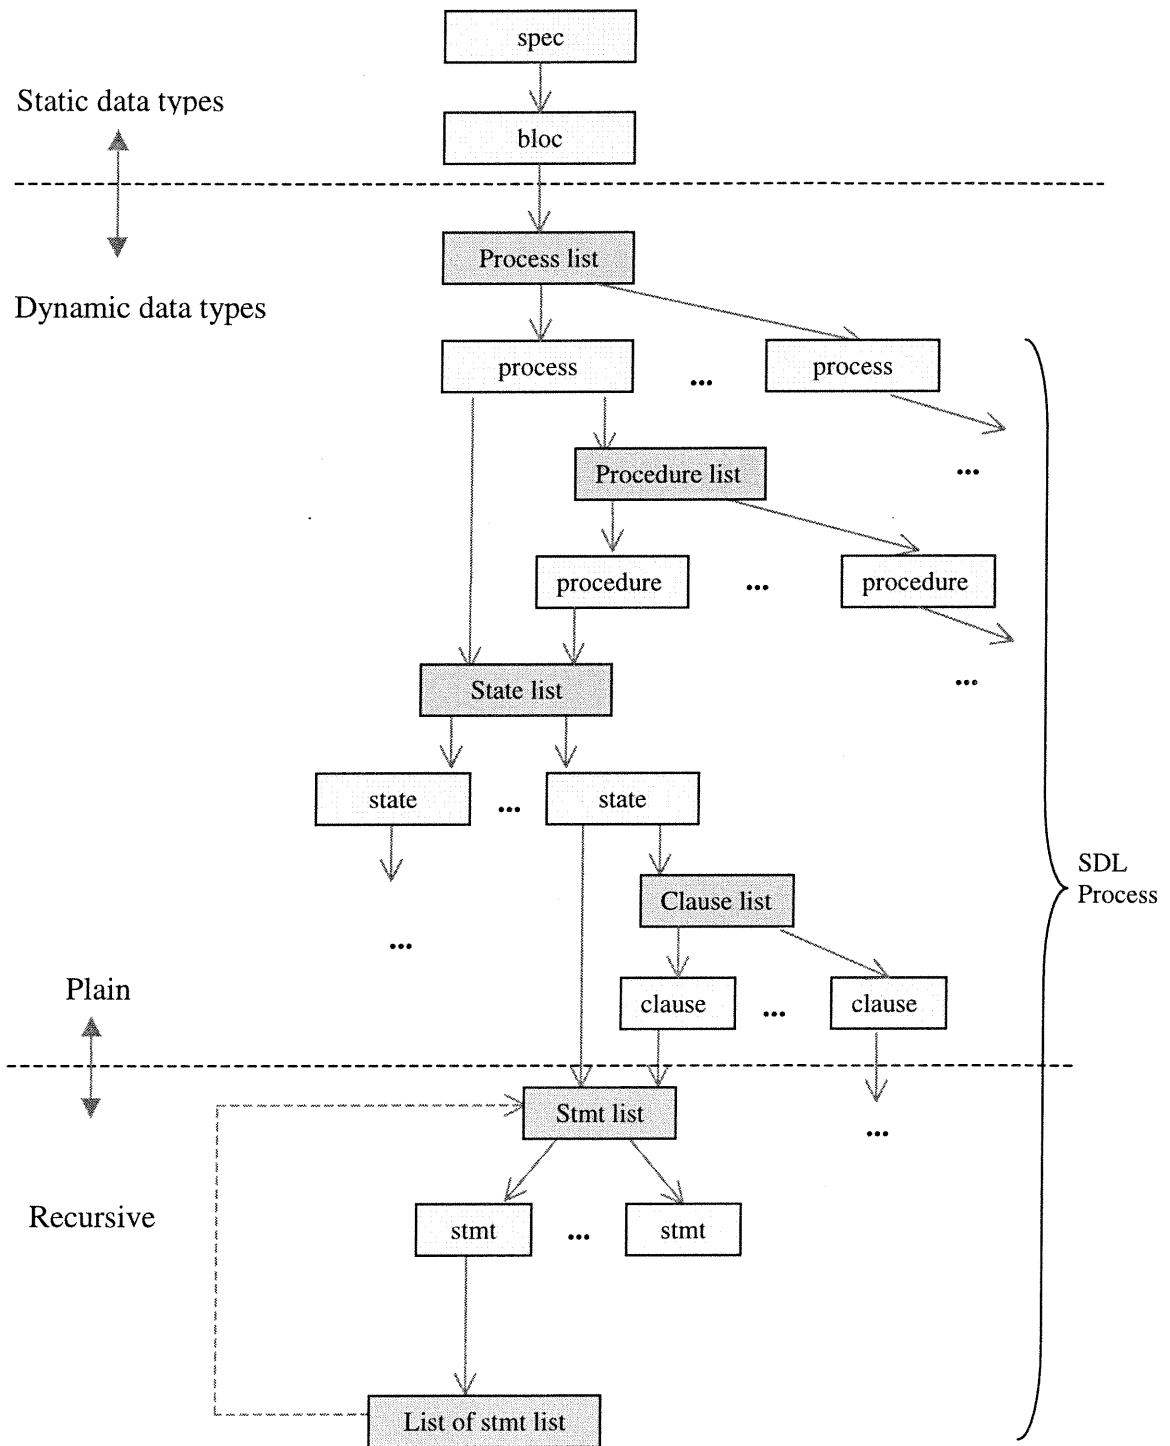 spec
Static data types
bloc
Process list
Dynamic data types
process
...
process
Procedure list
...
procedure
...
procedure
State list
...
state
...
state
SDL
Process
Clause list
...
Plain
clause
...
clause
Stmt list
...
Recursive
stmt
...
stmt
List of stmt list